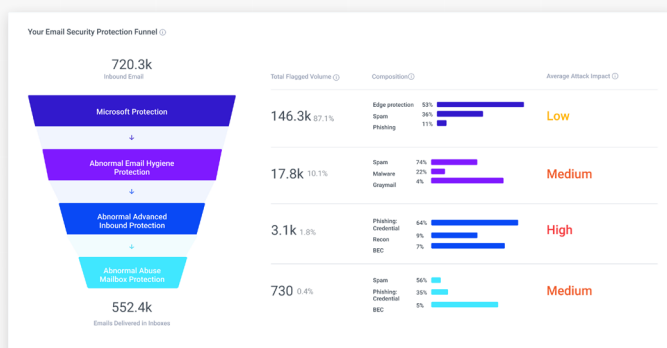 Your Email Security Protection Funnel
720.3k
Inbound Email
Total Flagged Volume
Composition
Average Attack Impact
Microsoft Protection
146.3k 87.1%
Edge protection 53%
Spam 36%
Phishing 11%
Low
Abnormal Email Hygiene
Protection
17.8k 10.1%
Spam 74%
Malware 22%
Graymail 4%
Medium
Abnormal Advanced
Inbound Protection
3.1k 1.8%
Phishing:
Credential 64%
Recon 9%
BEC 7%
High
Abnormal Abuse
Mailbox Protection
730 0.4%
Spam 56%
Phishing:
Credential 35%
BEC 5%
Medium
552.4k
Emails Delivered in Inboxes